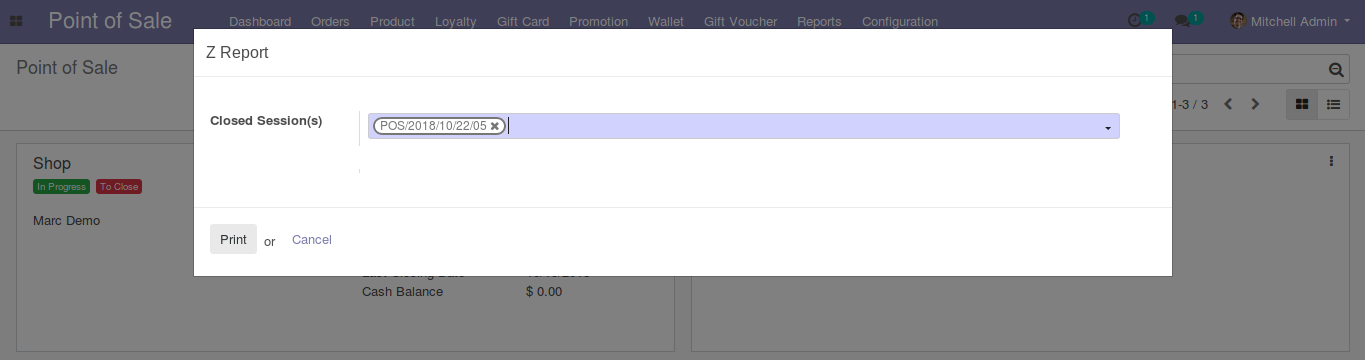 Point of Sale Dashboard Orders Product Loyalty Gift Card Promotion Wallet Gift Voucher Reports Configuration 1 1 Mitchell Admin
Z Report
Point of Sale
1-3 / 3
Closed Session(s) POS/2018/10/22/05
Shop
In Progress To Close
Marc Demo
Print or Cancel
Cash Balance $ 0.00